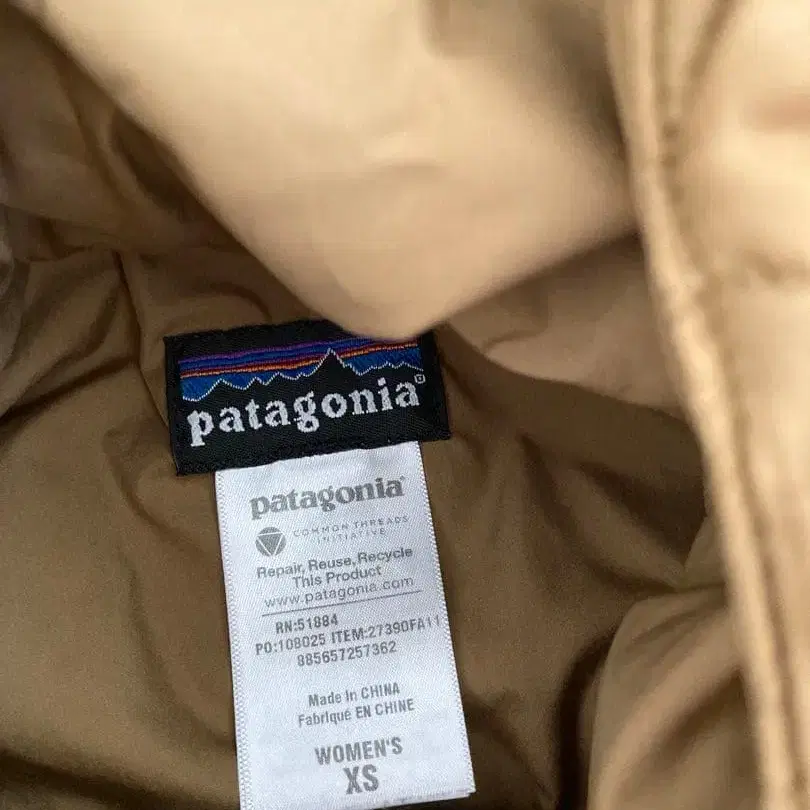 patagonia®
patagonia®
COMMON THREADS
INITIATIVE
Repair, Reuse, Recycle
This Product
www.patagonia.com
RN:51884
PO:108025 ITEM:27390FA11
885657257362
Made in CHINA
Fabriqué EN CHINE
WOMEN'S
XS